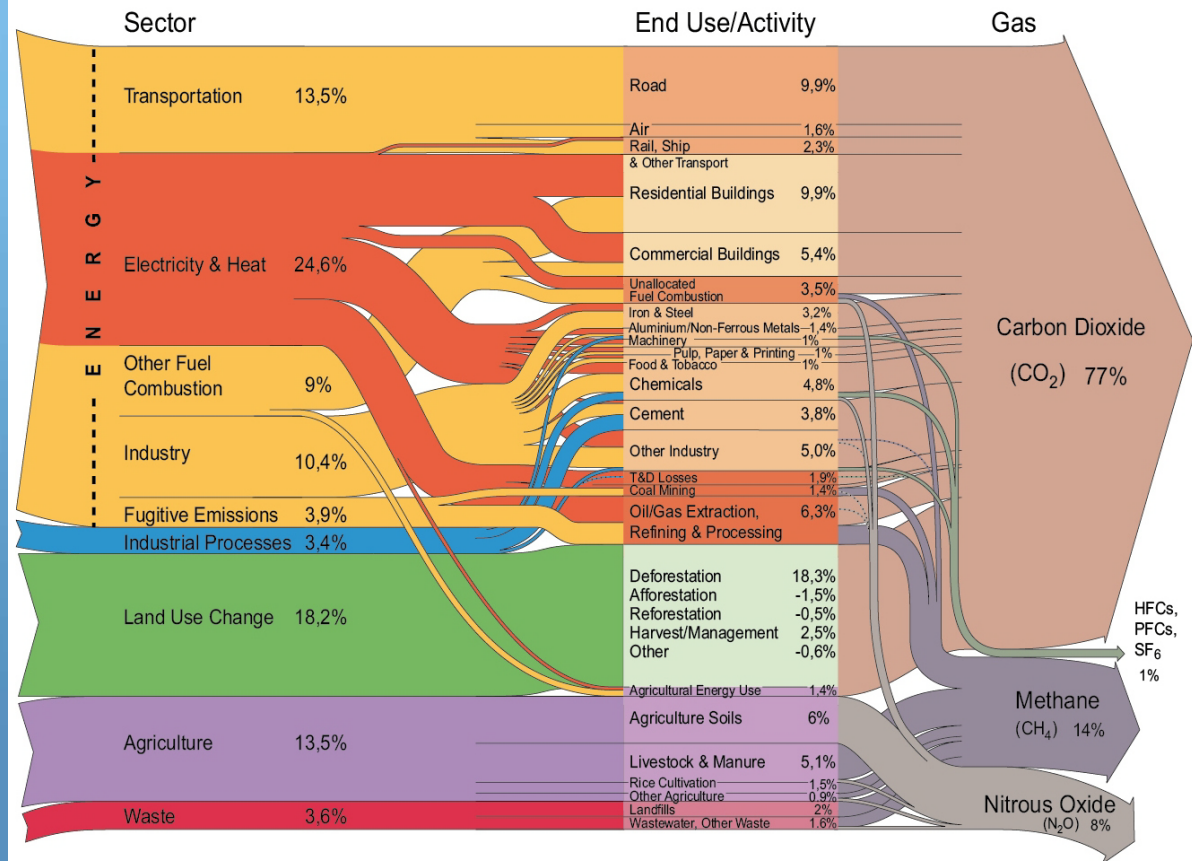 Sector
End Use/Activity
Gas
ENERGY
Transportation 13,5%
Electricity & Heat 24,6%
Other Fuel
Combustion 9%
Industry 10,4%
Fugitive Emissions 3,9%
Industrial Processes 3,4%
Land Use Change 18,2%
Agriculture 13,5%
Waste 3,6%
Road 9,9%
Air 1,6%
Rail, Ship 2,3%
& Other Transport
Residential Buildings 9,9%
Commercial Buildings 5,4%
Unallocated
Fuel Combustion 3,5%
Iron & Steel 3,2%
Aluminium/Non-Ferrous Metals 1,4%
Machinery 1%
Pulp, Paper & Printing 1%
Food & Tobacco 1%
Chemicals 4,8%
Cement 3,8%
Other Industry 5,0%
T&D Losses 1,9%
Coal Mining 1,4%
Oil/Gas Extraction, 6,3%
Refining & Processing
Deforestation 18,3%
Afforestation -1,5%
Reforestation -0,5%
Harvest/Management 2,5%
Other -0,6%
Agricultural Energy Use 1,4%
Agriculture Soils 6%
Livestock & Manure 5,1%
Rice Cultivation 1,5%
Other Agriculture 0,9%
Landfills 2%
Wastewater, Other Waste 1,6%
Carbon Dioxide
(CO₂) 77%
HFCs,
PFCs,
SF₆
1%
Methane
(CH₄) 14%
Nitrous Oxide
(N₂O) 8%